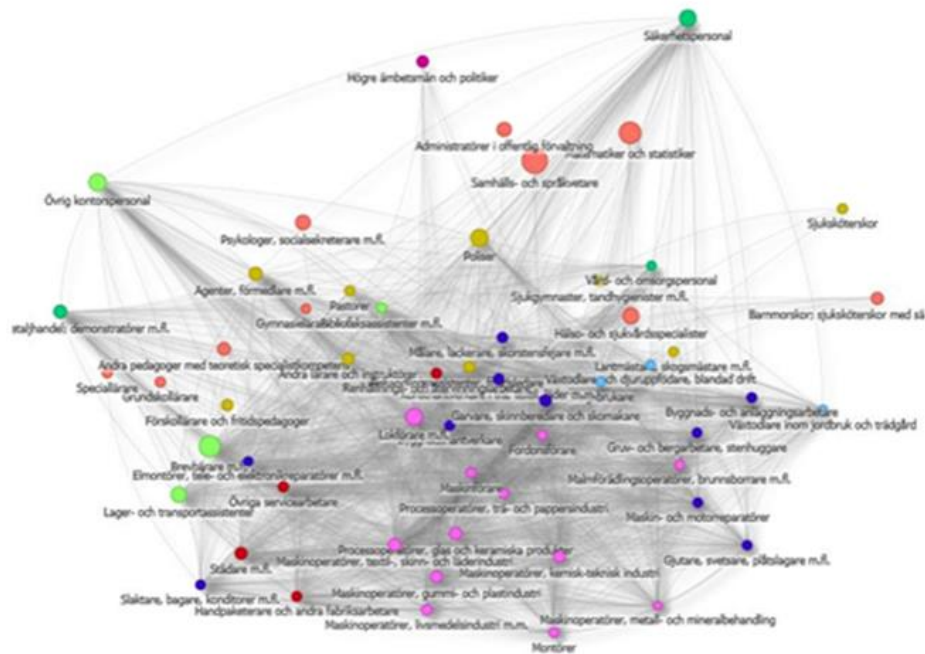 Säkerhetspersonal
Högre ämbetsmän och politiker
Administratörer i offentlig förvaltning
Matematiker och statistiker
Samhälls- och språkvetare
Övrig kontorspersonal
Sjuksköterskor
Psykologer, socialsekreterare m.fl.
Poliser
Vård- och omsorgspersonal
Agenter, förmedlare m.fl.
Sjukgymnaster, tandhygienister m.fl.
Pastorer
Barnmorskor; sjuksköterskor med sä
Gymnasielärare
m.fl.
detaljhandel; demonstratörer m.fl.
Hälso- och sjukvårdsspecialister
Målare, lackerare, skorstensfejare m.fl.
Andra pedagoger med teoretisk specialistkompetens
Lantmästare, skogsmästare m.fl.
Andra lärare och instruktörer
Växtodlare och djuruppfödare, blandad drift
Speciallärare
Grundskollärare
Garvare, skinnberedare och skomakare
Byggnads- och anläggningsarbetare
Förskollärare och fritidspedagoger
Växtodlare inom jordbruk och trädgård
Lokförare m.fl.
Fordonsförare
Gruv- och bergarbetare, stenhuggare
Brevbärare m.fl.
Elmontörer, tele- och elektronikreparatörer m.fl.
Malmförädlingsoperatörer, brunnsborrare m.fl.
Maskinförare
Övriga servicearbetare
Processoperatörer, trä- och pappersindustri
Lager- och transportassistenter
Maskin- och motorreparatörer
Processoperatörer, glas och keramiska produkter
Maskinoperatörer, textil-, skinn- och läderindustri
Gjutare, svetsare, plåtslagare m.fl.
Städare m.fl.
Maskinoperatörer, kemisk-teknisk industri
Slaktare, bagare, konditorer m.fl.
Maskinoperatörer, gummi- och plastindustri
Handpaketerare och andra fabriksarbetare
Maskinoperatörer, livsmedelsindustri m.m.
Maskinoperatörer, metall- och mineralbehandling
Montörer